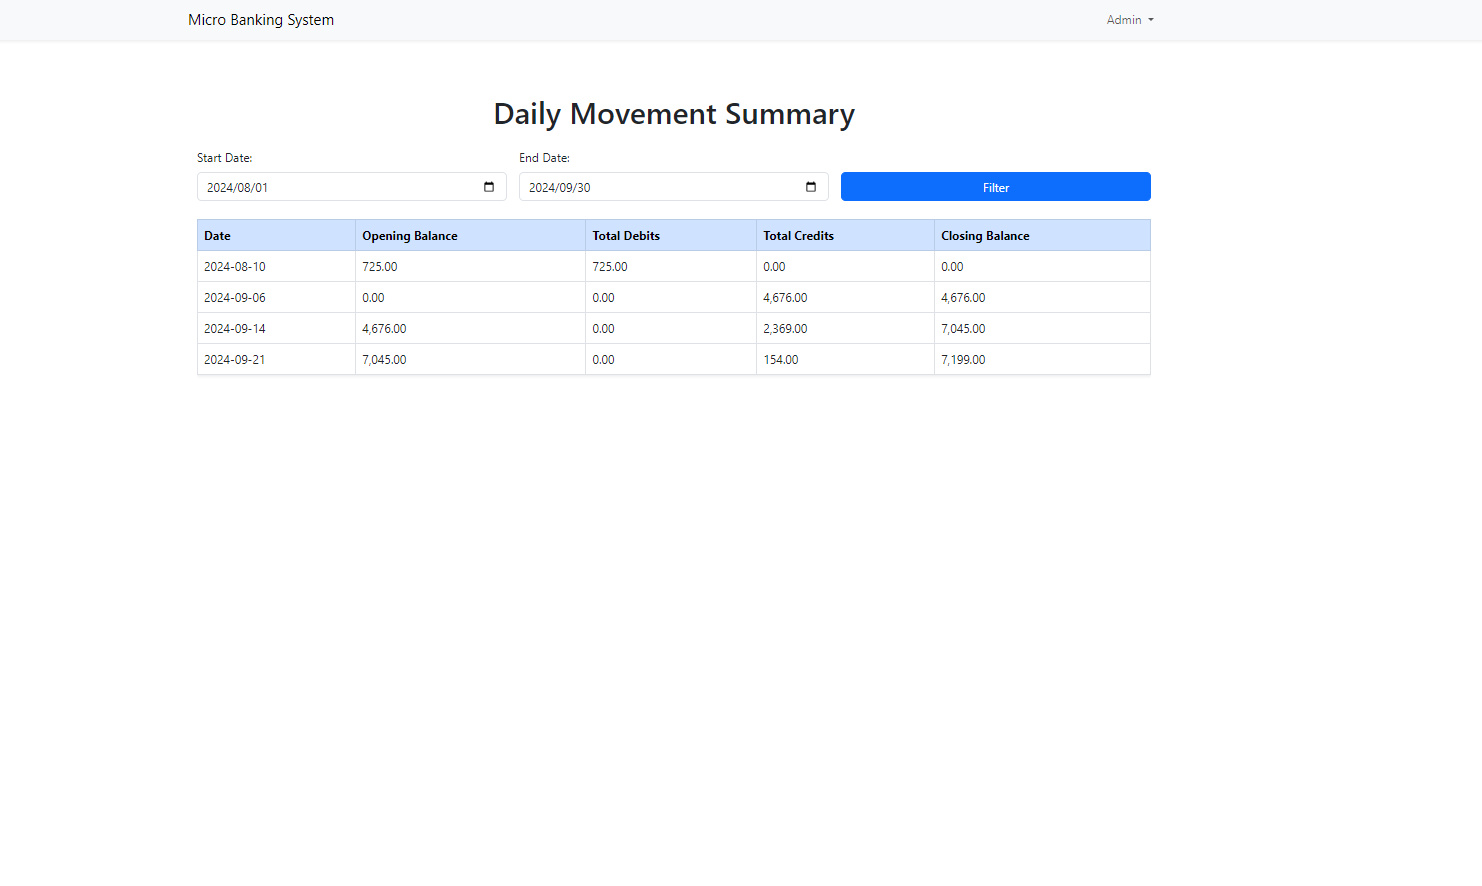 Micro Banking System Admin
Daily Movement Summary
Start Date: End Date:
2024/08/01 2024/09/30 Filter
Date Opening Balance Total Debits Total Credits Closing Balance
2024-08-10 725.00 725.00 0.00 0.00
2024-09-06 0.00 0.00 4,676.00 4,676.00
2024-09-14 4,676.00 0.00 2,369.00 7,045.00
2024-09-21 7,045.00 0.00 154.00 7,199.00